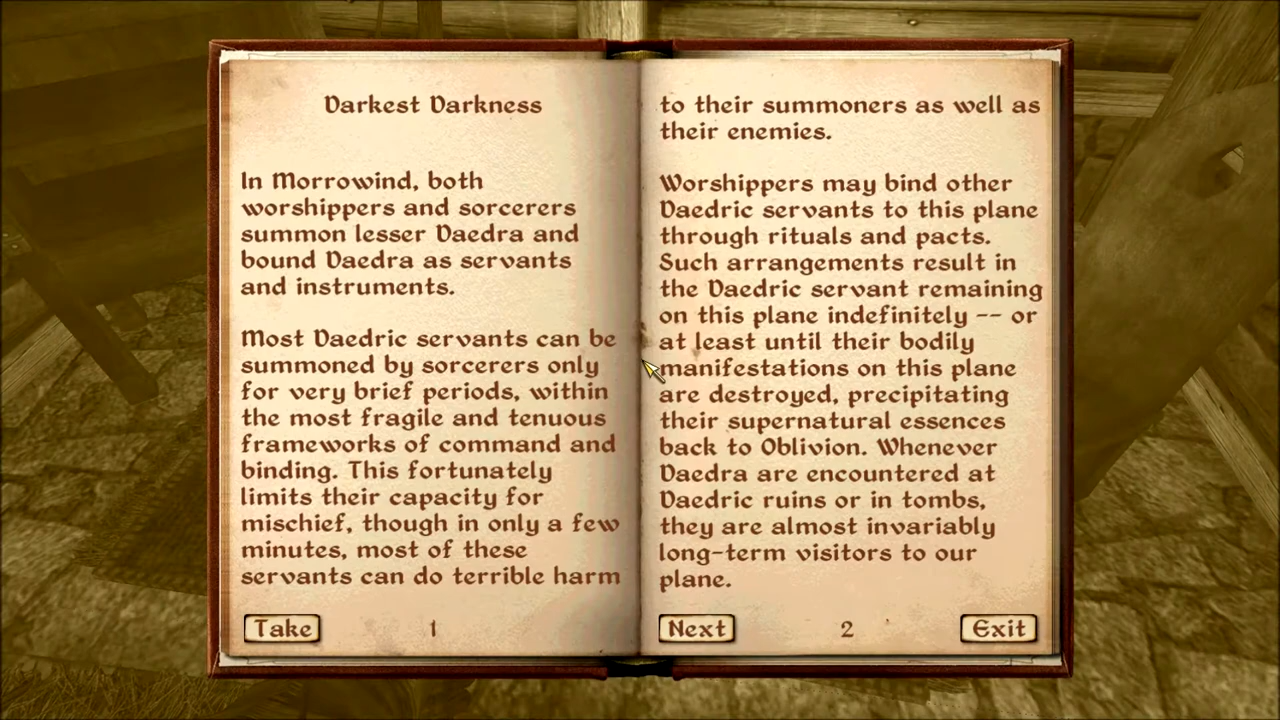 Darkest Darkness
In Morrowind, both
worshippers and sorcerers
summon lesser Daedra and
bound Daedra as servants
and instruments.
Most Daedric servants can be
summoned by sorcerers only
for very brief periods, within
the most fragile and tenuous
frameworks of command and
binding. This fortunately
limits their capacity for
mischief, though in only a few
minutes, most of these
servants can do terrible harm
Take
1
to their summoners as well as
their enemies.
Worshippers may bind other
Daedric servants to this plane
through rituals and pacts.
Such arrangements result in
the Daedric servant remaining
on this plane indefinitely -- or
at least until their bodily
manifestations on this plane
are destroyed, precipitating
their supernatural essences
back to Oblivion. Whenever
Daedra are encountered at
Daedric ruins or in tombs,
they are almost invariably
long-term visitors to our
plane.
Next
2
Exit